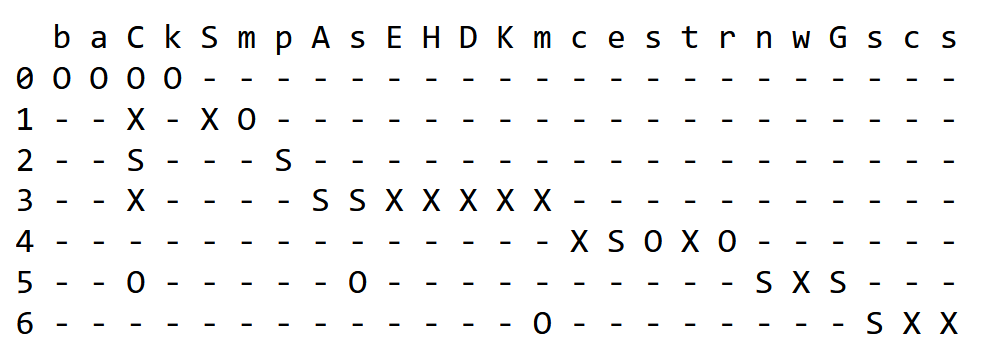 b a C k S m p A s E H D K m c e s t r n w G s c s
0 O O O O - - - - - - - - - - - - - - - - - - - - -
1 - - X - X O - - - - - - - - - - - - - - - - - - -
2 - - S - - - S - - - - - - - - - - - - - - - - - -
3 - - X - - - - S S X X X X X - - - - - - - - - - -
4 - - - - - - - - - - - - - - X S O X O - - - - - -
5 - - O - - - - - O - - - - - - - - - - S X S - - -
6 - - - - - - - - - - - - - O - - - - - - - - S X X